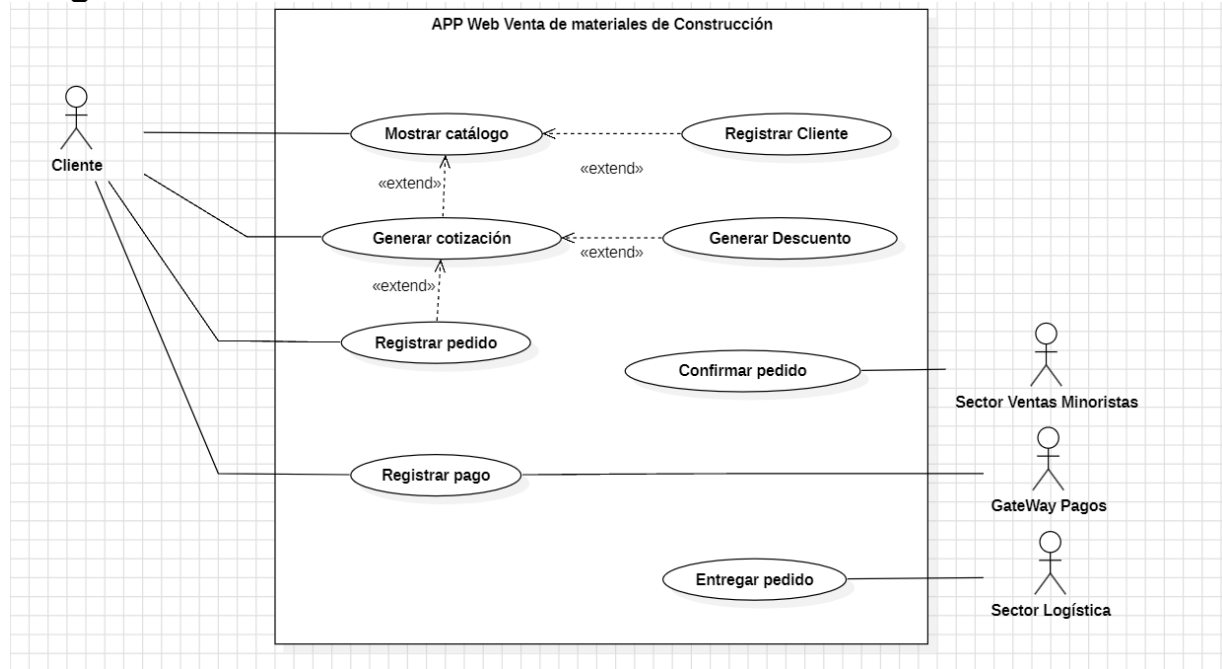 APP Web Venta de materiales de Construcción
Mostrar catálogo
Registrar Cliente
Cliente
«extend»
«extend»
Generar cotización
Generar Descuento
«extend»
«extend»
Registrar pedido
Confirmar pedido
Sector Ventas Minoristas
Registrar pago
GateWay Pagos
Entregar pedido
Sector Logística